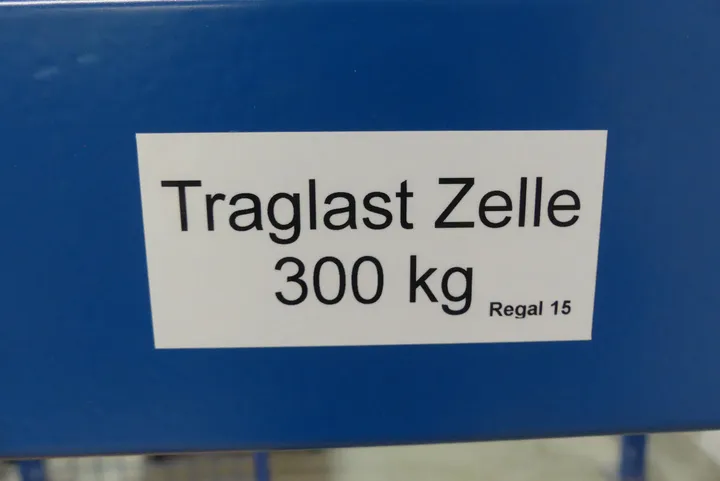 Traglast Zelle
300 kg
Regal 15